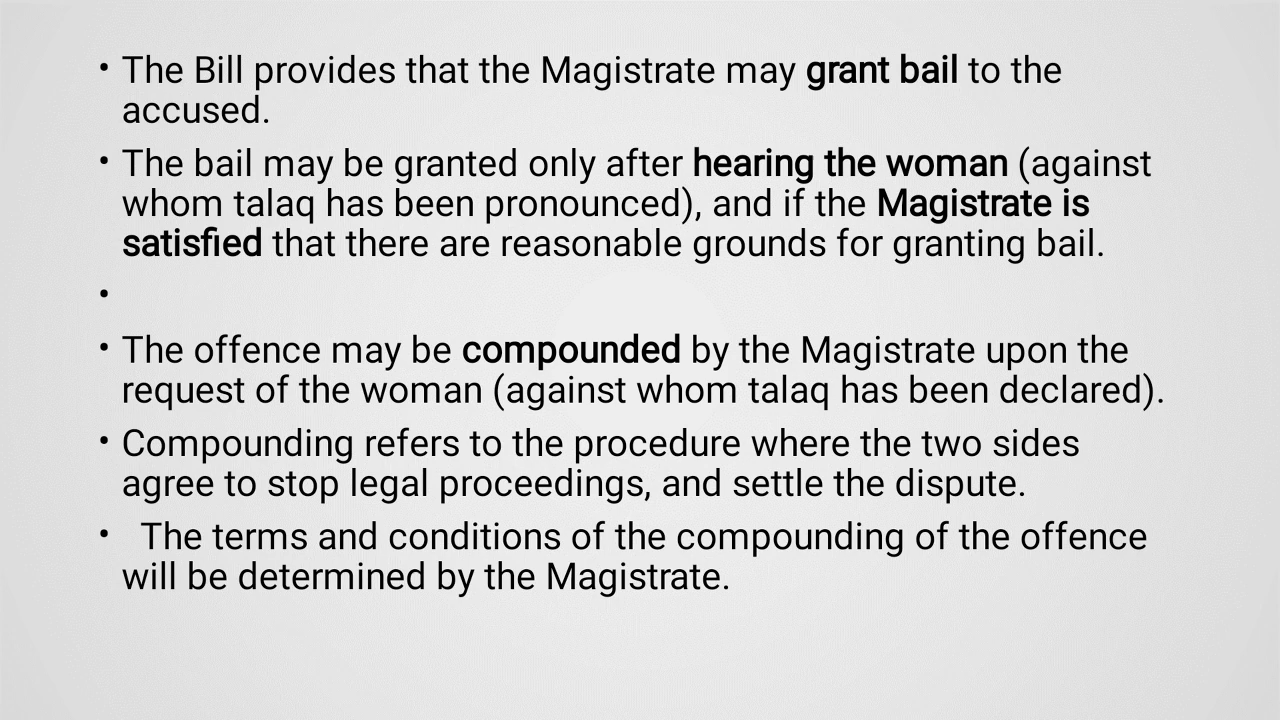 • The Bill provides that the Magistrate may grant bail to the
accused.
• The bail may be granted only after hearing the woman (against
whom talaq has been pronounced), and if the Magistrate is
satisfied that there are reasonable grounds for granting bail.
•
• The offence may be compounded by the Magistrate upon the
request of the woman (against whom talaq has been declared).
• Compounding refers to the procedure where the two sides
agree to stop legal proceedings, and settle the dispute.
• The terms and conditions of the compounding of the offence
will be determined by the Magistrate.